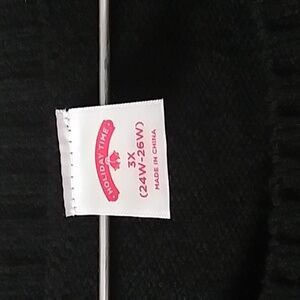 HOLIDAY TIME
3X
(24W-26W)
MADE IN CHINA